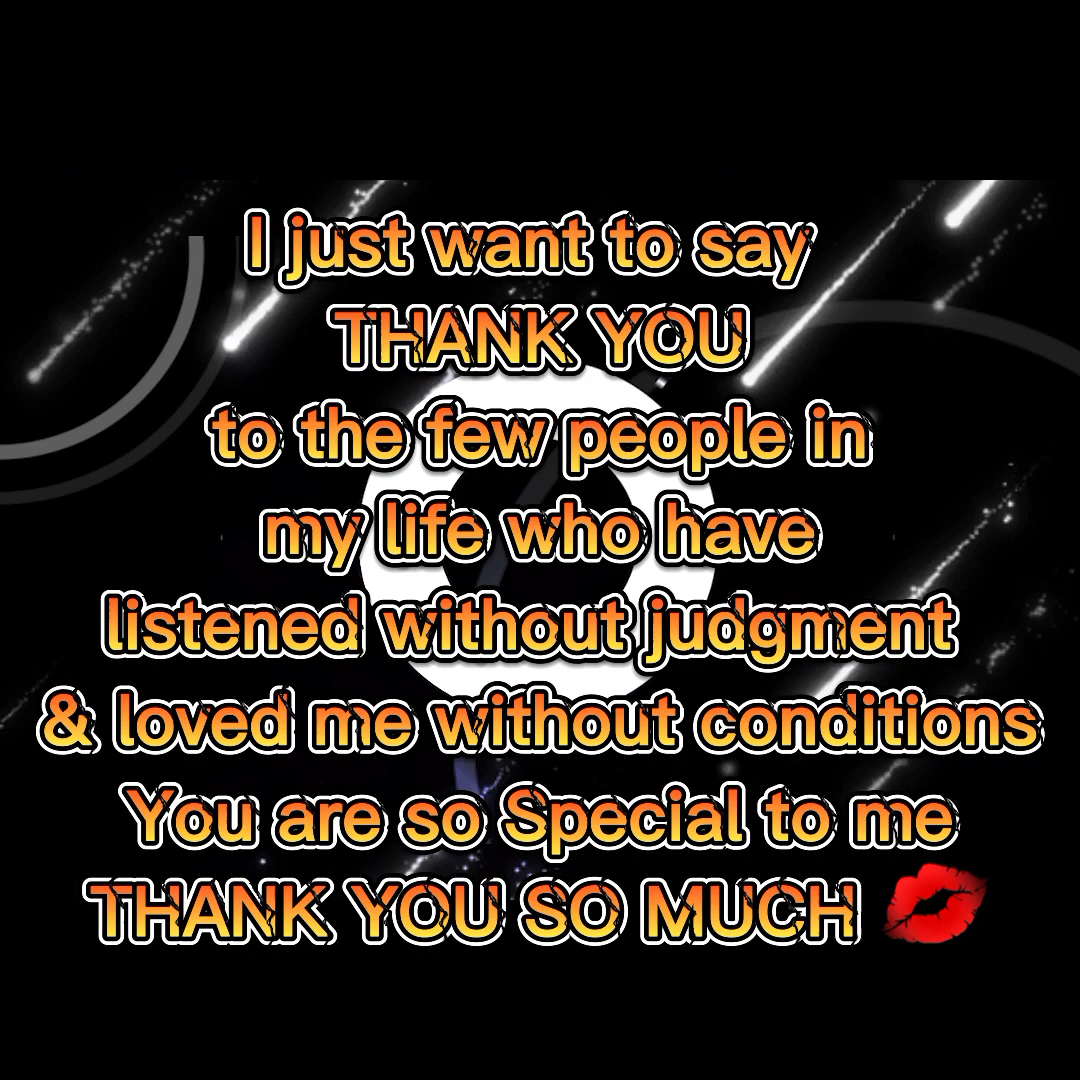 I just want to say
THANK YOU
to the few people in
my life who have
listened without judgment
& loved me without conditions
You are so Special to me
THANK YOU SO MUCH 💋